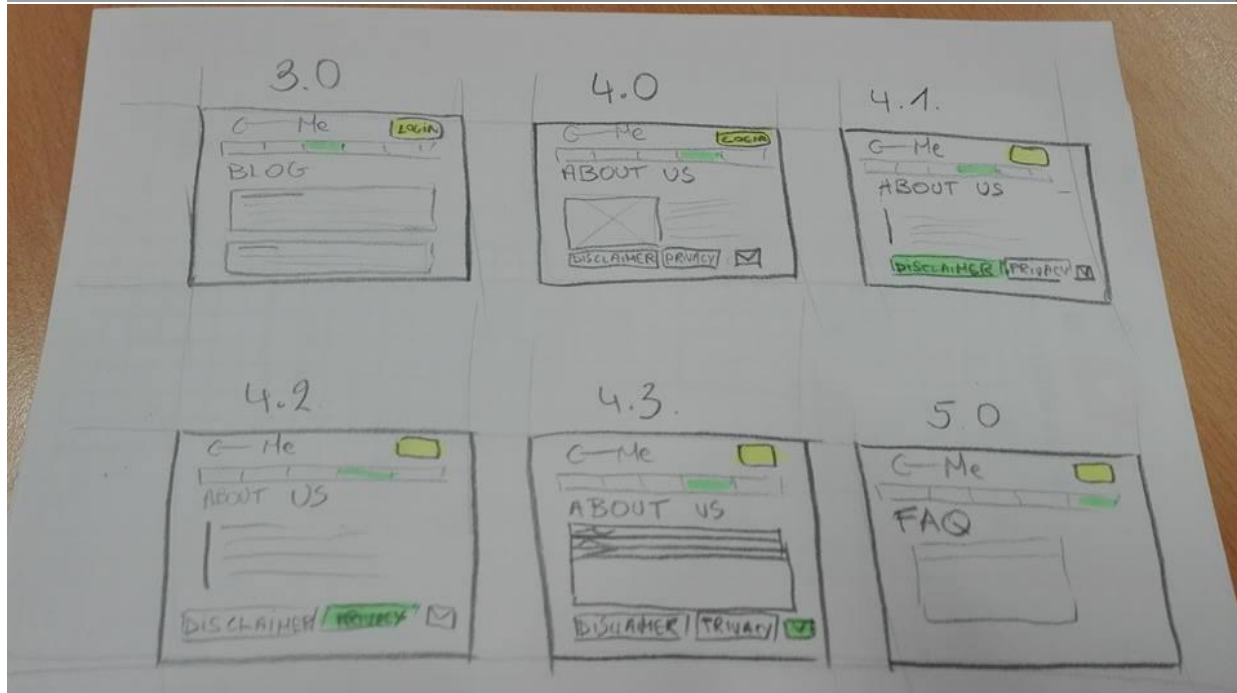 3.0
4.0
4.1.
C—Me LOGIN
BLOG
C—Me LOGIN
ABOUT US
DISCLAIMER PRIVACY
C—Me
ABOUT US
DISCLAIMER PRIVACY
4.2.
4.3.
5.0
C—Me
ABOUT US
DISCLAIMER PRIVACY
C—Me
ABOUT US
DISCLAIMER PRIVACY
C—Me
FAQ